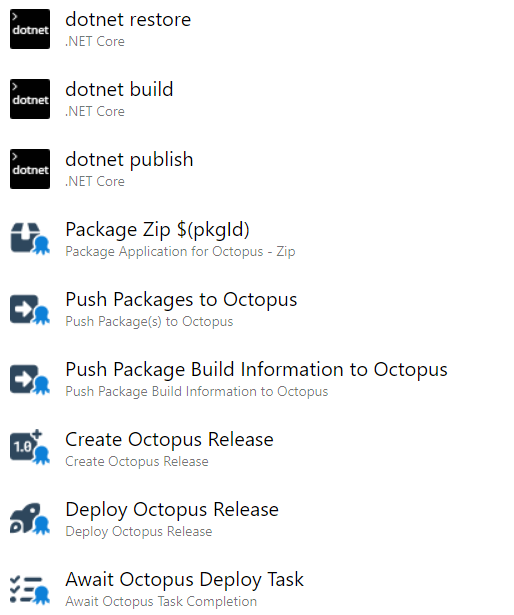 dotnet
dotnet restore
.NET Core
dotnet
dotnet build
.NET Core
dotnet
dotnet publish
.NET Core
Package Zip $(pkgId)
Package Application for Octopus - Zip
Push Packages to Octopus
Push Package(s) to Octopus
Push Package Build Information to Octopus
Push Package Build Information to Octopus
1.0
Create Octopus Release
Create Octopus Release
Deploy Octopus Release
Deploy Octopus Release
Await Octopus Deploy Task
Await Octopus Task Completion